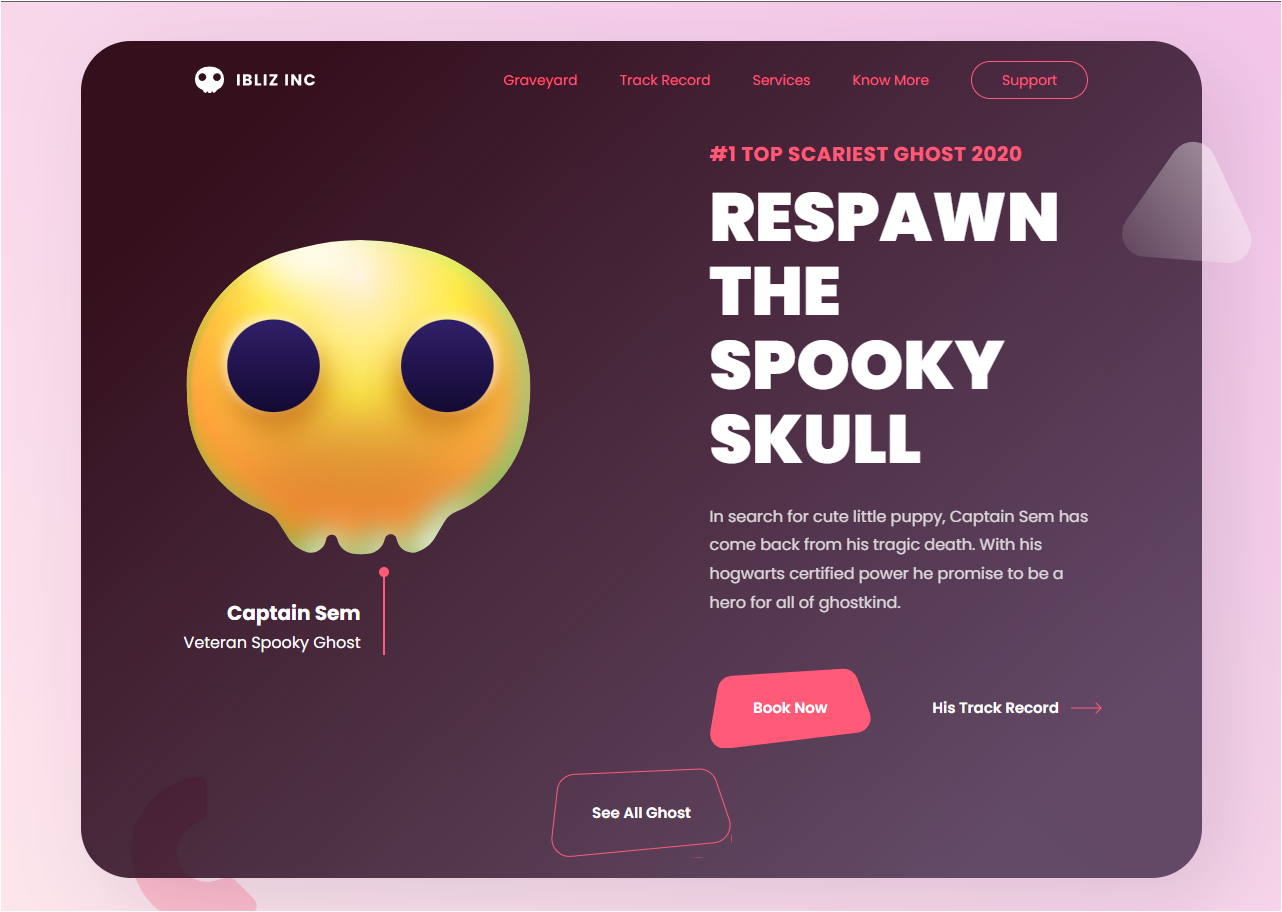 IBLIZ INC
Graveyard
Track Record
Services
Know More
Support
#1 TOP SCARIEST GHOST 2020
RESPAWN
THE
SPOOKY
SKULL
In search for cute little puppy, Captain Sem has
come back from his tragic death. With his
hogwarts certified power he promise to be a
hero for all of ghostkind.
Captain Sem
Veteran Spooky Ghost
Book Now
His Track Record
See All Ghost